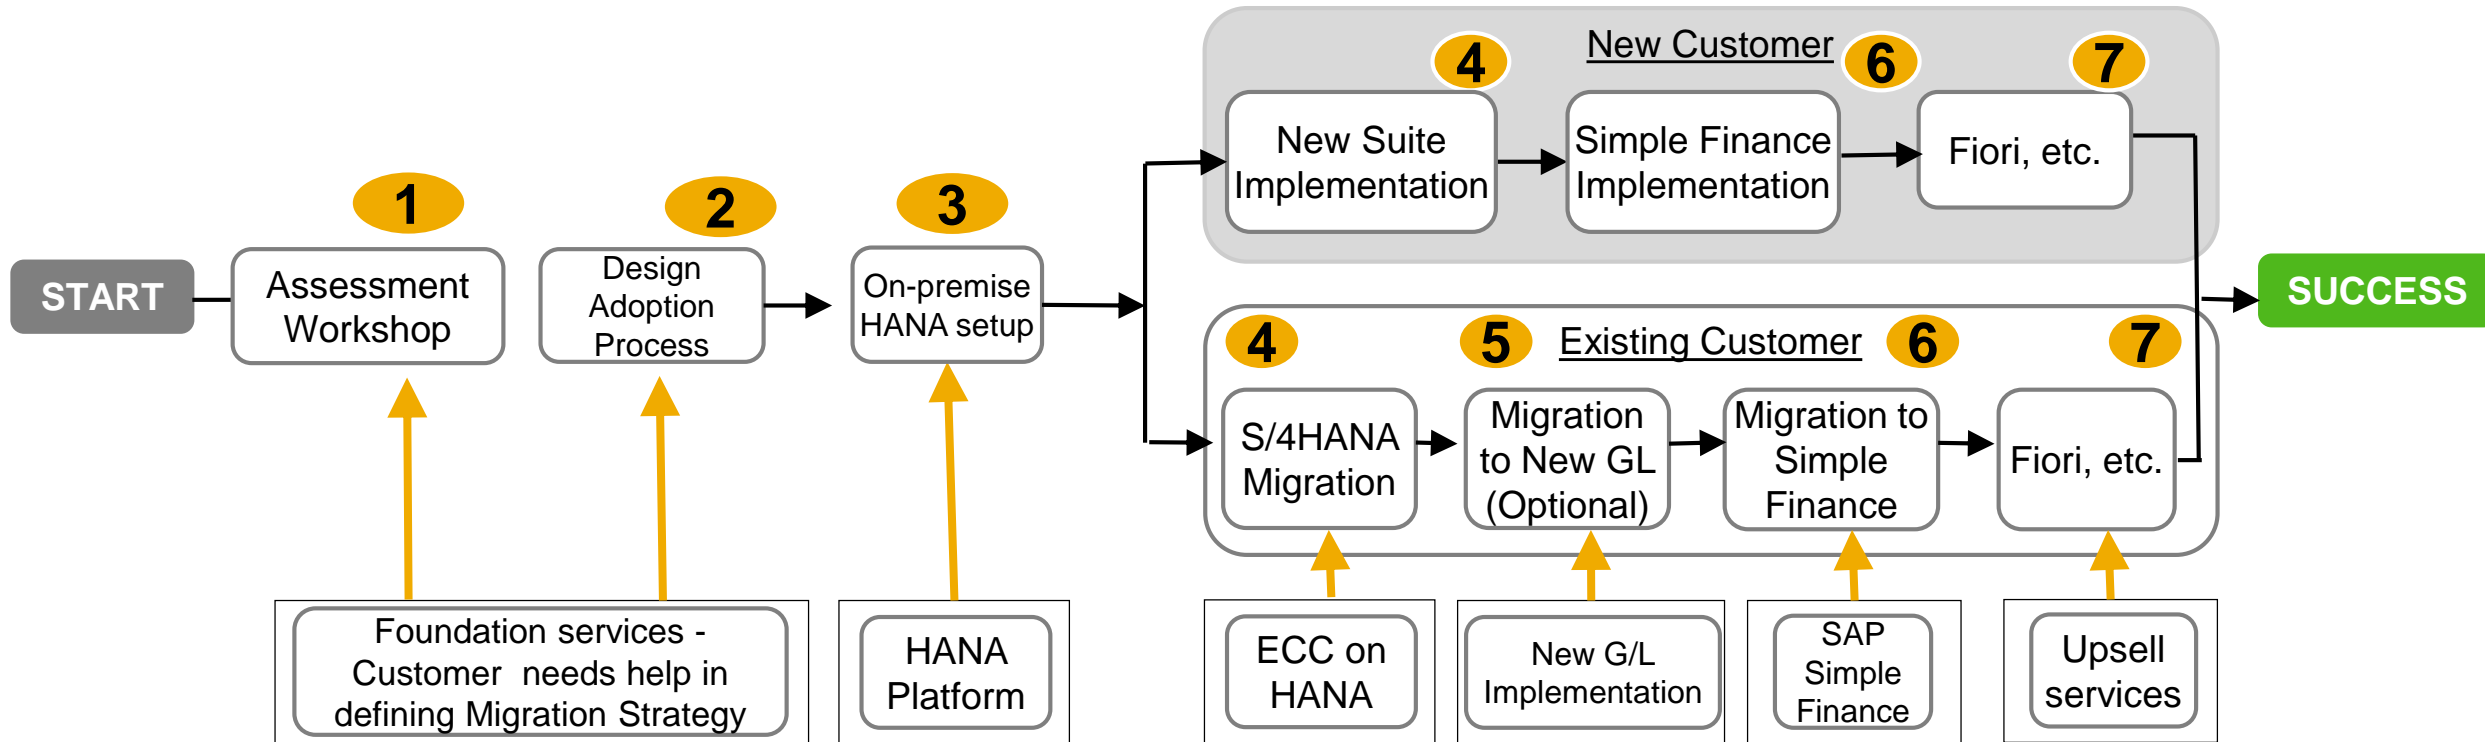 New Customer
4
6
7
New Suite
Implementation
Simple Finance
Implementation
Fiori, etc.
1
2
3
START
Assessment
Workshop
Design
Adoption
Process
On-premise
HANA setup
SUCCESS
4
5
Existing Customer
6
7
S/4HANA
Migration
Migration
to New GL
(Optional)
Migration to
Simple
Finance
Fiori, etc.
Foundation services -
Customer  needs help in
defining Migration Strategy
HANA
Platform
ECC on
HANA
New G/L
Implementation
SAP
Simple
Finance
Upsell
services